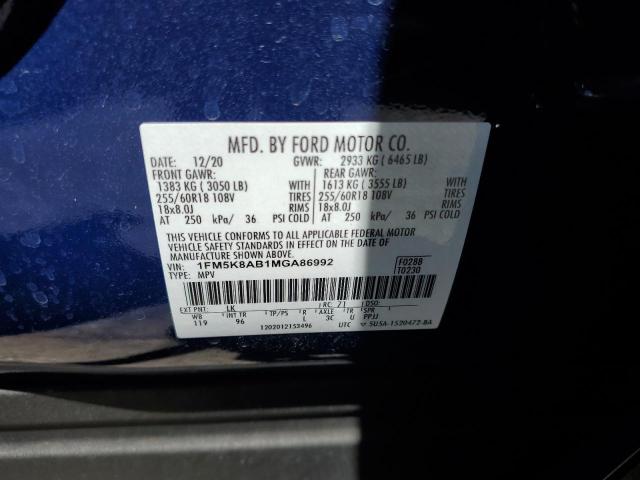 MFD. BY FORD MOTOR CO.
DATE: 12/20 GVWR: 2933 KG ( 6465 LB)
FRONT GAWR: REAR GAWR:
1383 KG ( 3050 LB) WITH 1613 KG ( 3555 LB) WITH
255/60R18 108V TIRES 255/60R18 108V TIRES
18x8.0J RIMS 18x8.0J RIMS
AT 250 kPa/ 36 PSI COLD AT 250 kPa/ 36 PSI COLD
THIS VEHICLE CONFORMS TO ALL APPLICABLE FEDERAL MOTOR
VEHICLE SAFETY STANDARDS IN EFFECT ON THE DATE OF
MANUFACTURE SHOWN ABOVE.
VIN: 1FM5K8AB1MGA86992 F0288
TYPE: MPV T0230
EXT PNT: LK RC: 71 DSO:
WB INT TR TP/PS R AXLE TR SPR
119 96 L 3C U PPJJ
1202012153496 UTC 5U5A-1520472-BA